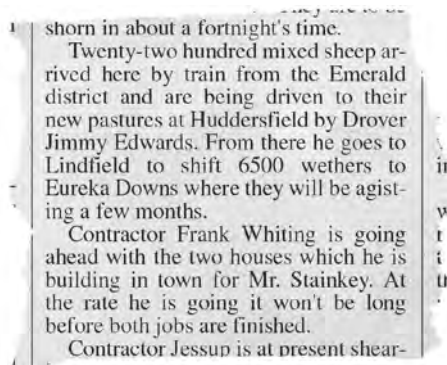 shorn in about a fortnight's time.
Twenty-two hundred mixed sheep ar-
rived here by train from the Emerald
district and are being driven to their
new pastures at Huddersfield by Drover
Jimmy Edwards. From there he goes to
Lindfield to shift 6500 wethers to
Eureka Downs where they will be agist-
ing a few months.
Contractor Frank Whiting is going
ahead with the two houses which he is
building in town for Mr. Stainkey. At
the rate he is going it won't be long
before both jobs are finished.
Contractor Jessup is at present shear-